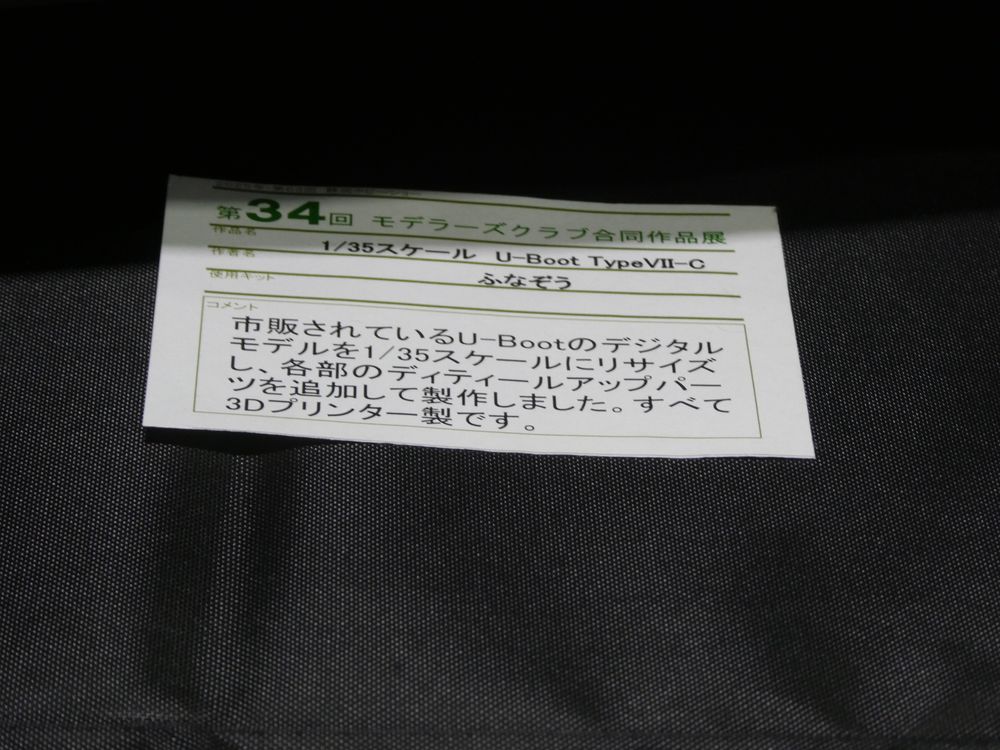 第34回 モデラーズクラブ合同作品展
作品名
1/35スケール U-Boot TypeⅦ-C
作者名
ふなぞう
使用キット
コメント
市販されているU-Bootのデジタル
モデルを1/35スケールにリサイズ
し、各部のディティールアップパー
ツを追加して製作しました。すべて
3Dプリンター製です。